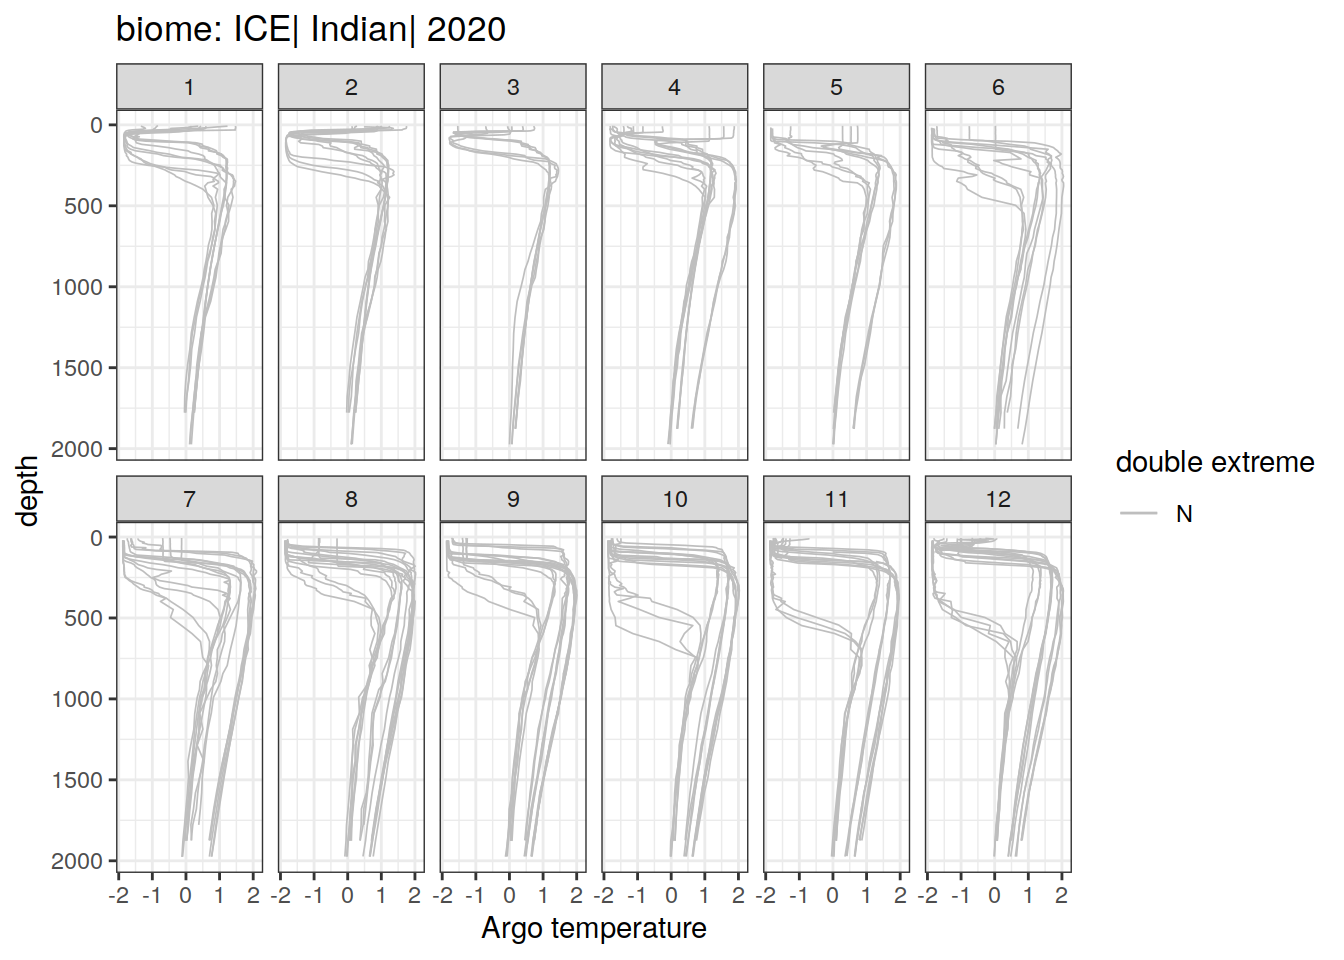 biome: ICE| Indian| 2020
1 2 3 4 5 6
0
500
1000
1500
2000
7 8 9 10 11 12
0
500
1000
1500
2000
-2 -1 0 1 2 -2 -1 0 1 2 -2 -1 0 1 2 -2 -1 0 1 2 -2 -1 0 1 2 -2 -1 0 1 2
Argo temperature
depth
double extreme
N